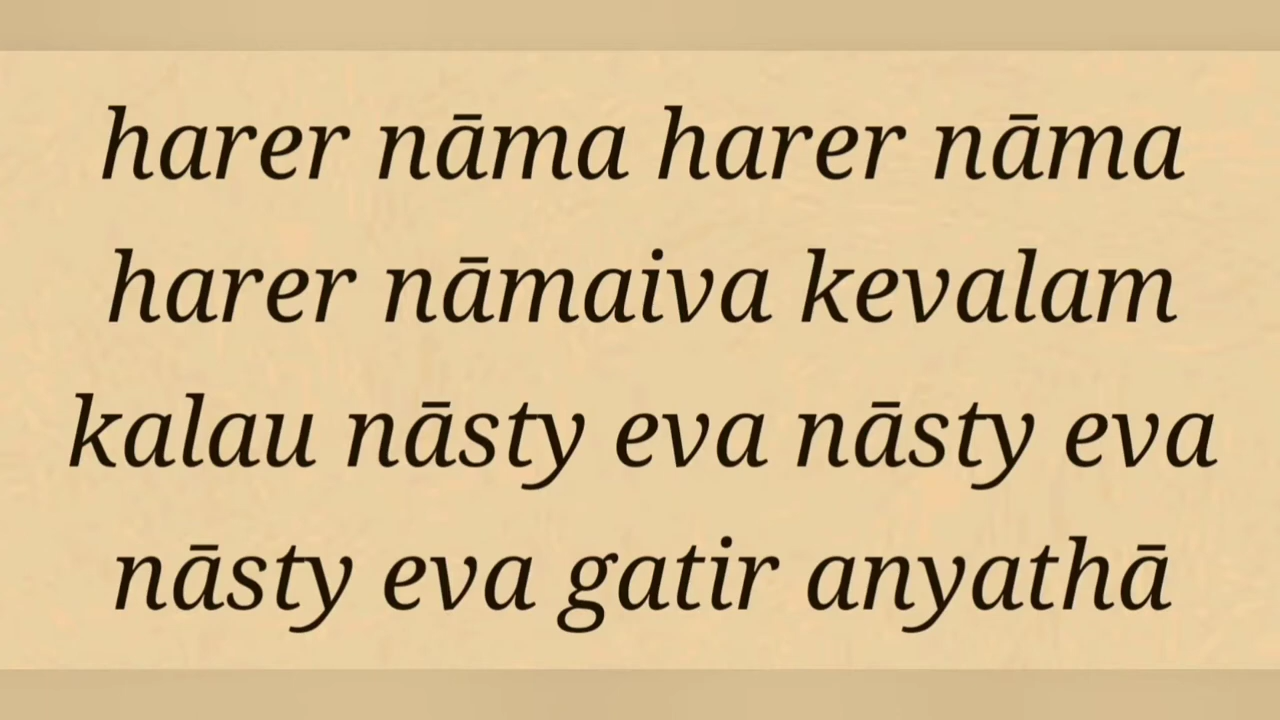 harer nāma harer nāma
harer nāmaiva kevalam
kalau nāsty eva nāsty eva
nāsty eva gatir anyathā